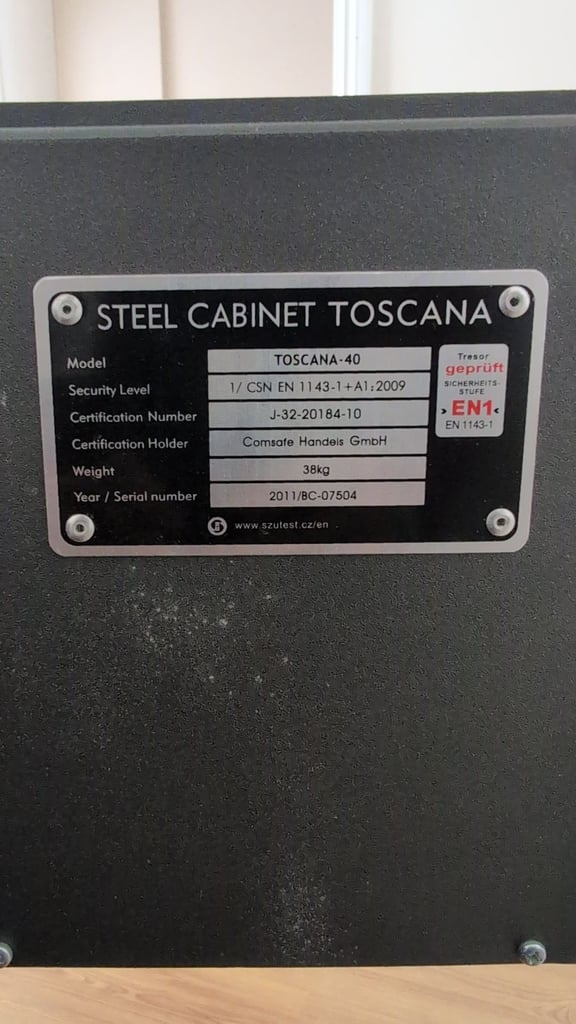 STEEL CABINET TOSCANA
Model TOSCANA-40
Security Level 1/ CSN EN 1143-1+A1:2009
Certification Number J-32-20184-10
Certification Holder Comsafe Handels GmbH
Weight 38kg
Year / Serial number 2011/BC-07504
www.szutest.cz/en
Tresor
geprüft
SICHERHEITS-
STUFE
EN1
EN 1143-1